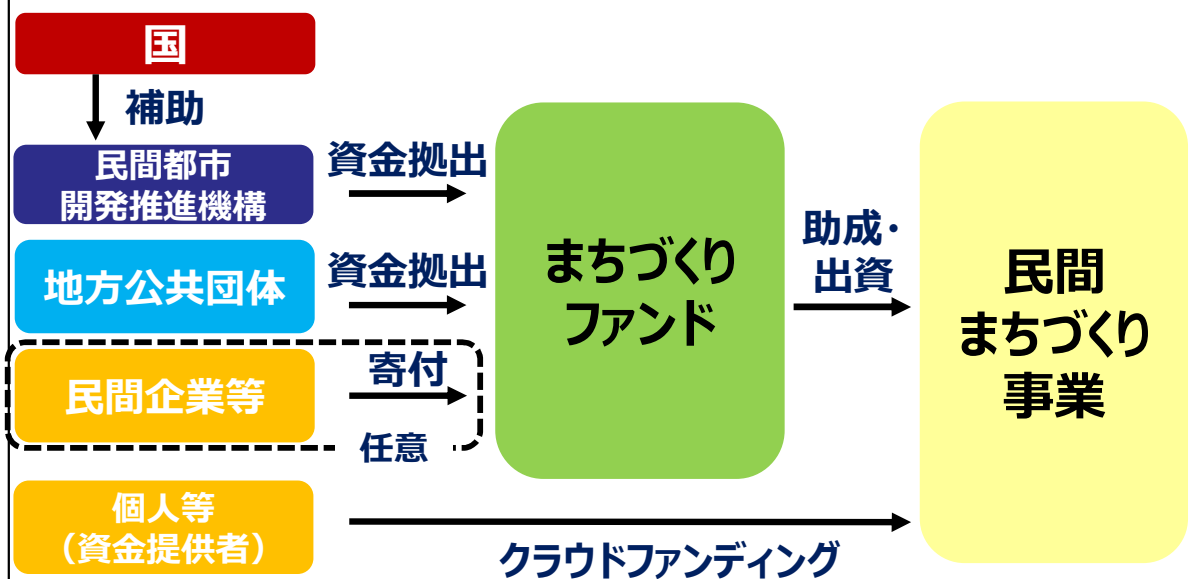 国
補助
民間都市
開発推進機構
資金拠出
地方公共団体
資金拠出
民間企業等
寄付
任意
個人等
（資金提供者）
クラウドファンディング
まちづくり
ファンド
助成・
出資
民間
まちづくり
事業